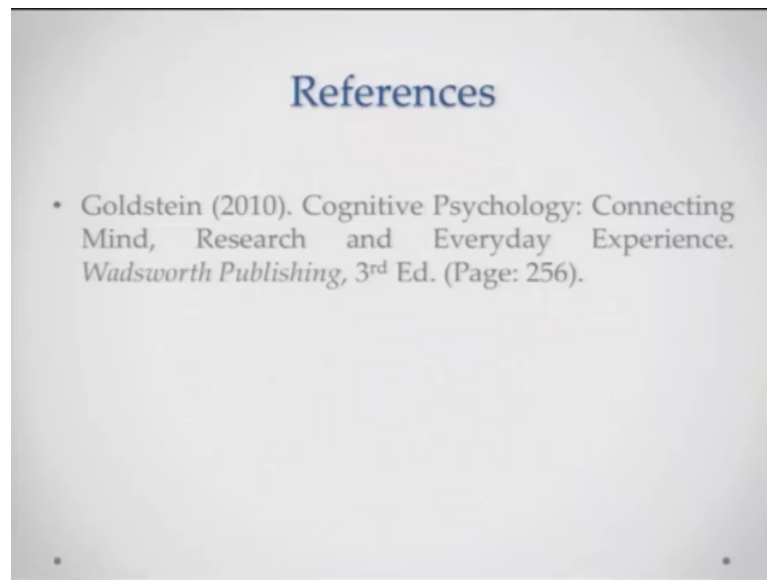 References
• Goldstein (2010). Cognitive Psychology: Connecting
Mind, Research and Everyday Experience.
Wadsworth Publishing, 3rd Ed. (Page: 256).